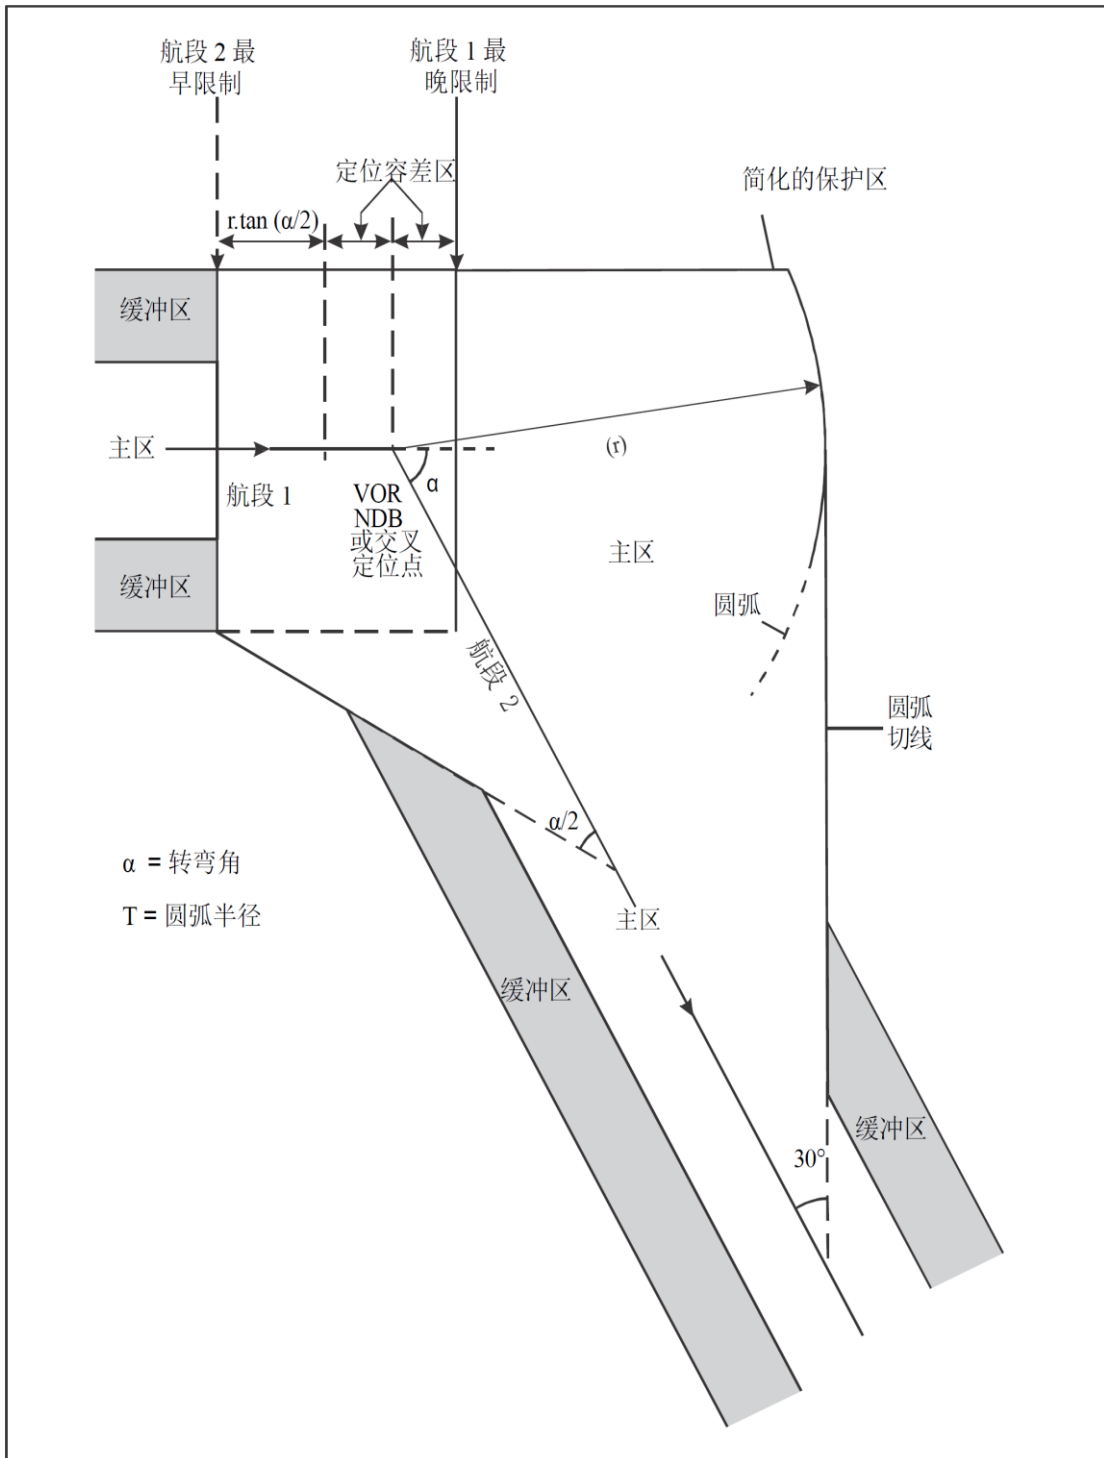 航段 2 最
早限制
航段 1 最
晚限制
定位容差区
简化的保护区
r.tan (α/2)
缓冲区
主区
(r)
α
航段 1
VOR
NDB
或交叉
定位点
主区
缓冲区
圆弧
航段 2
圆弧
切线
α/2
α = 转弯角
T = 圆弧半径
主区
缓冲区
缓冲区
30°